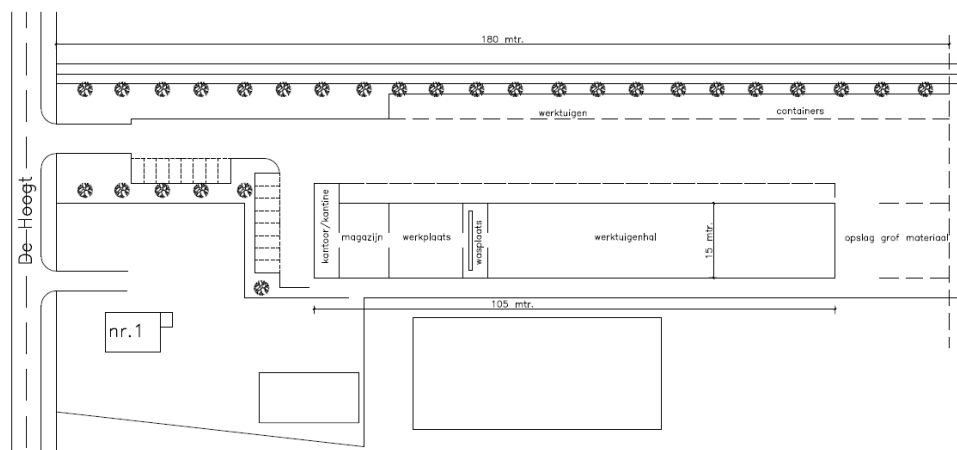 180 mtr.
werktuigen
containers
De Hoogt
kantoor/kantine
magazijn
werkplaats
wasplaats
werktuigenhal
15 mtr.
opslag grof materiaal
105 mtr.
nr.1